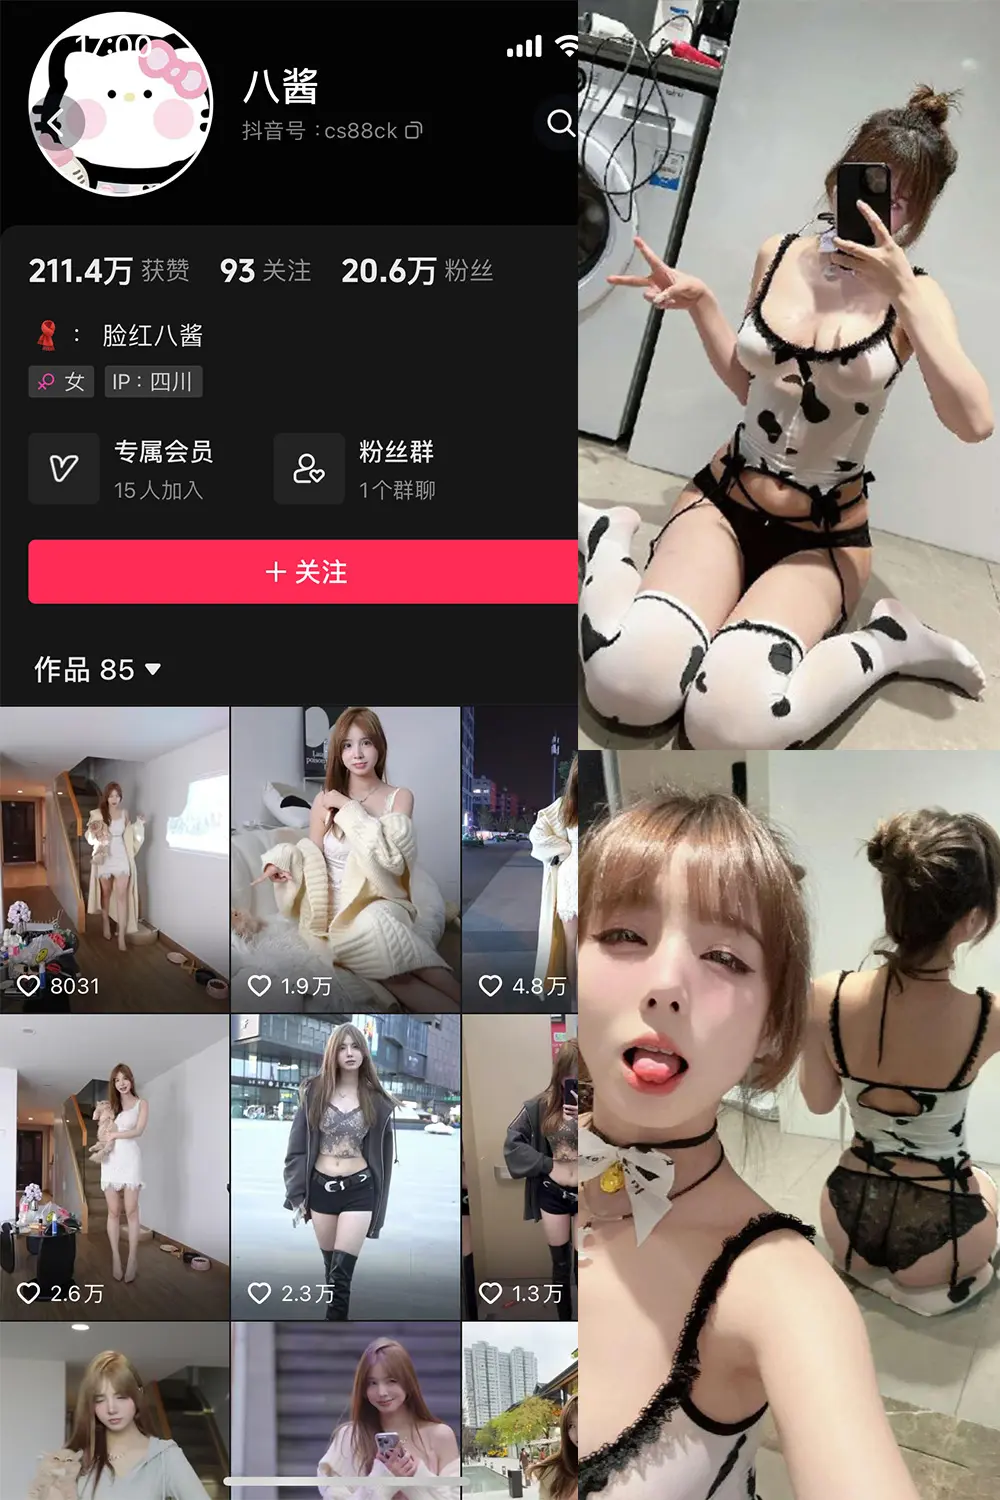 17:00
八酱
抖音号：cs88ck
211.4万 获赞 93 关注 20.6万 粉丝
： 脸红八酱
女 IP：四川
专属会员 粉丝群
15人加入 1个群聊
+ 关注
作品 85
8031 1.9万 4.8万
2.6万 2.3万 1.3万